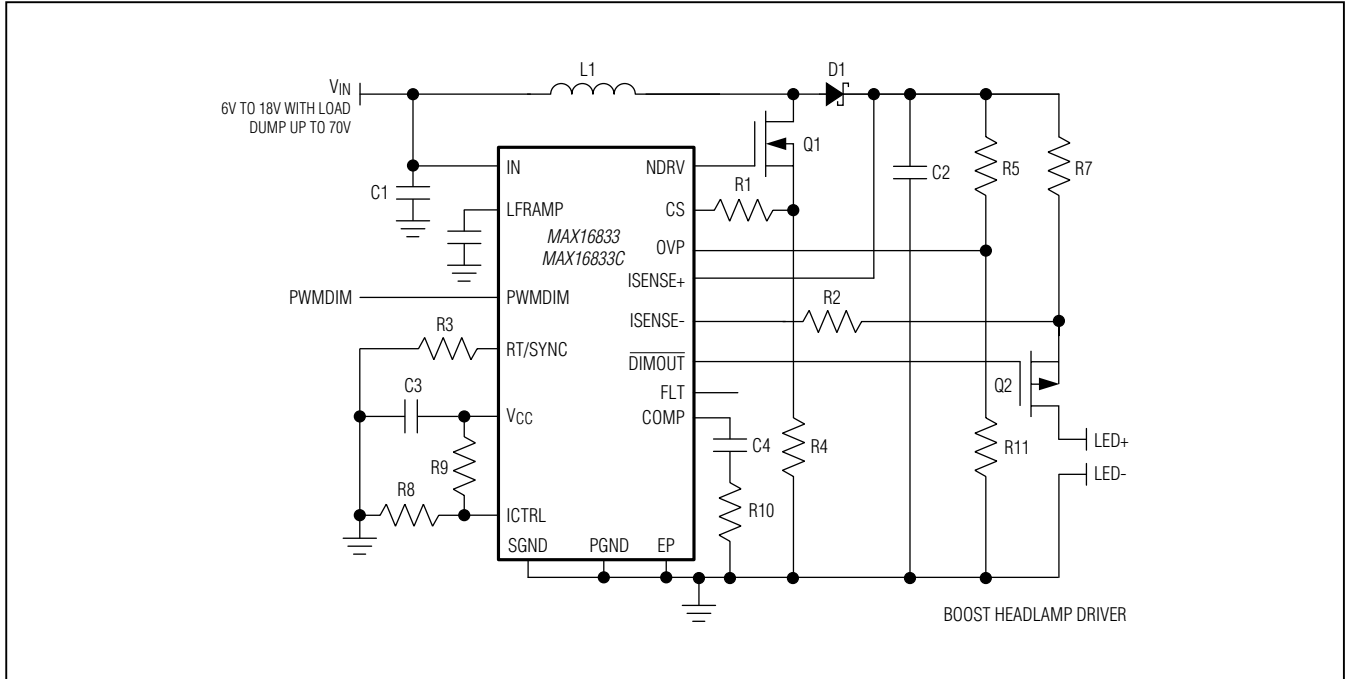 L1
D1
VIN
6V TO 18V WITH LOAD
DUMP UP TO 70V
Q1
IN
NDRV
C1
R1
C2
R5
R7
LFRAMP
CS
MAX16833
MAX16833C
OVP
ISENSE+
PWMDIM
PWMDIM
ISENSE-
R2
R3
RT/SYNC
DIMOUT
Q2
C3
FLT
VCC
COMP
C4
R4
R11
LED+
R9
LED-
R8
R10
ICTRL
SGND
PGND
EP
BOOST HEADLAMP DRIVER